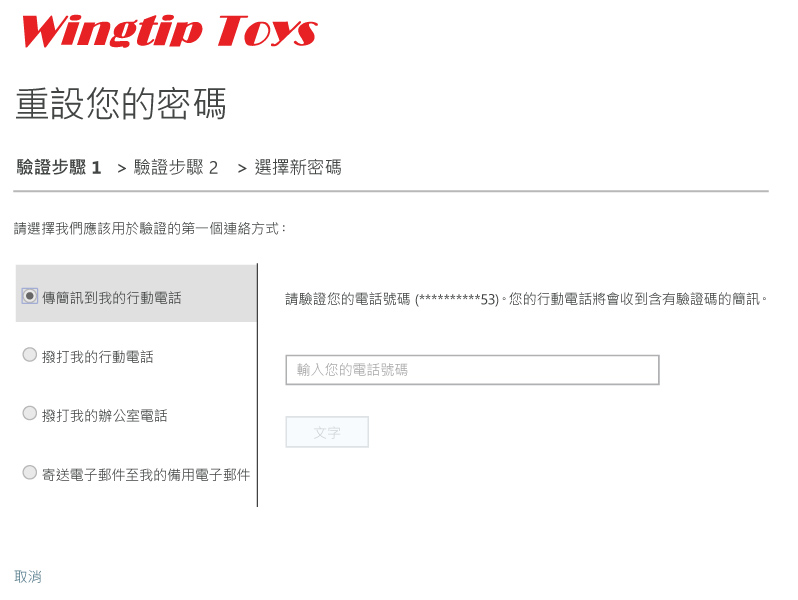 Wingtip Toys
重設您的密碼
驗證步驟 1 > 驗證步驟 2 > 選擇新密碼
請選擇我們應該用於驗證的第一個連絡方式：
傳簡訊到我的行動電話
撥打我的行動電話
撥打我的辦公室電話
寄送電子郵件至我的備用電子郵件
請驗證您的電話號碼 (**********53)。您的行動電話將會收到含有驗證碼的簡訊。
輸入您的電話號碼
文字
取消